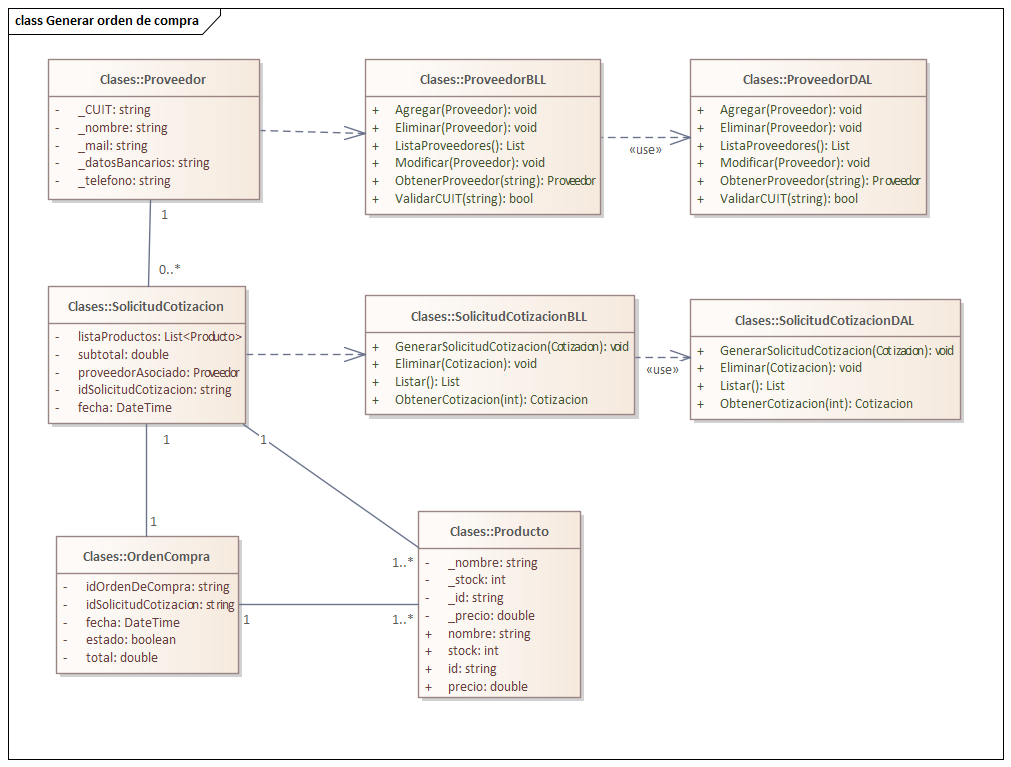 class Generar orden de compra
Clases::Proveedor
- _CUIT: string
- _nombre: string
- _mail: string
- _datosBancarios: string
- _telefono: string
Clases::ProveedorBLL
+ Agregar(Proveedor): void
+ Eliminar(Proveedor): void
+ ListaProveedores(): List
+ Modificar(Proveedor): void
+ ObtenerProveedor(string): Proveedor
+ ValidarCUIT(string): bool
«use»
Clases::ProveedorDAL
+ Agregar(Proveedor): void
+ Eliminar(Proveedor): void
+ ListaProveedores(): List
+ Modificar(Proveedor): void
+ ObtenerProveedor(string): Proveedor
+ ValidarCUIT(string): bool
1
0..*
Clases::SolicitudCotizacion
- listaProductos: List<Producto>
- subtotal: double
- proveedorAsociado: Proveedor
- idSolicitudCotizacion: string
- fecha: DateTime
Clases::SolicitudCotizacionBLL
+ GenerarSolicitudCotizacion(Cotizacion): void
+ Eliminar(Cotizacion): void
+ Listar(): List
+ ObtenerCotizacion(int): Cotizacion
«use»
Clases::SolicitudCotizacionDAL
+ GenerarSolicitudCotizacion(Cotizacion): void
+ Eliminar(Cotizacion): void
+ Listar(): List
+ ObtenerCotizacion(int): Cotizacion
1
1
1
1..*
Clases::OrdenCompra
- idOrdenDeCompra: string
- idSolicitudCotizacion: string
- fecha: DateTime
- estado: boolean
- total: double
1
1..*
Clases::Producto
- _nombre: string
- _stock: int
- _id: string
- _precio: double
+ nombre: string
+ stock: int
+ id: string
+ precio: double